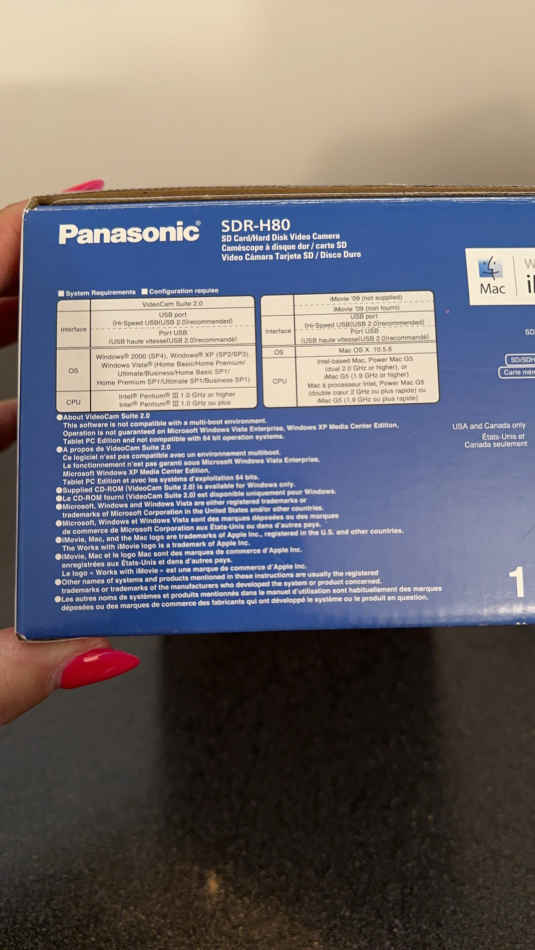 Panasonic®
SDR-H80
SD Card/Hard Disk Video Camera
Caméscope à disque dur / carte SD
Video Cámara Tarjeta SD / Disco Duro
Mac
System Requirements Configuration requise
VideoCam Suite 2.0
Interface
USB port
(Hi-Speed USB(USB 2.0)recommended)
Port USB
(USB haute vitesse(USB 2.0)recommandé)
OS
Windows® 2000 (SP4), Windows® XP (SP2/SP3)
Windows Vista® (Home Basic/Home Premium/
Ultimate/Business/Home Basic SP1/
Home Premium SP1/Ultimate SP1/Business SP1)
CPU
Intel® Pentium® III 1.0 GHz or higher
Intel® Pentium® III 1.0 GHz ou plus
iMovie '09 (not supplied)
iMovie '09 (non fourni)
Interface
USB port
(Hi-Speed USB(USB 2.0)recommended)
Port USB
(USB haute vitesse(USB 2.0)recommandé)
OS
Mac OS X 10.5.6
CPU
Intel-based Mac, Power Mac G5
(dual 2.0 GHz or higher), or
iMac G5 (1.9 GHz or higher)
Mac à processeur Intel, Power Mac G5
(double cœur 2 GHz ou plus rapide) ou
iMac G5 (1,9 GHz ou plus rapide)
SD/SDH
Carte mém
●About VideoCam Suite 2.0
This software is not compatible with a multi-boot environment.
Operation is not guaranteed on Microsoft Windows Vista Enterprise, Windows XP Media Center Edition,
Tablet PC Edition and not compatible with 64 bit operation systems.
●A propos de VideoCam Suite 2.0
Ce logiciel n'est pas compatible avec un environnement multiboot.
Le fonctionnement n'est pas garanti sous Microsoft Windows Vista Enterprise,
Microsoft Windows XP Media Center Edition,
Tablet PC Edition et avec les systèmes d'exploitation 64 bits.
●Supplied CD-ROM (VideoCam Suite 2.0) is available for Windows only.
●Le CD-ROM fourni (VideoCam Suite 2.0) est disponible uniquement pour Windows.
●Microsoft, Windows and Windows Vista are either registered trademarks or
trademarks of Microsoft Corporation in the United States and/or other countries.
●Microsoft, Windows et Windows Vista sont des marques déposées ou des marques
de commerce de Microsoft Corporation aux États-Unis ou dans d'autres pays.
●iMovie, Mac, and the Mac logo are trademarks of Apple Inc., registered in the U.S. and other countries.
The Works with iMovie logo is a trademark of Apple Inc.
●iMovie, Mac et la logo Mac sont des marques de commerce d'Apple Inc.
enregistrées aux États-Unis et dans d'autres pays.
Le logo « Works with iMovie » est une marque de commerce d'Apple Inc.
●Other names of systems and products mentioned in these instructions are usually the registered
trademarks or trademarks of the manufacturers who developed the system or product concerned.
●Les autres noms de systèmes et produits mentionnés dans le manuel d'utilisation sont habituellement des marques
déposées ou des marques de commerce des fabricants qui ont développé le système ou le produit en question.
USA and Canada only
États-Unis et
Canada seulement
1